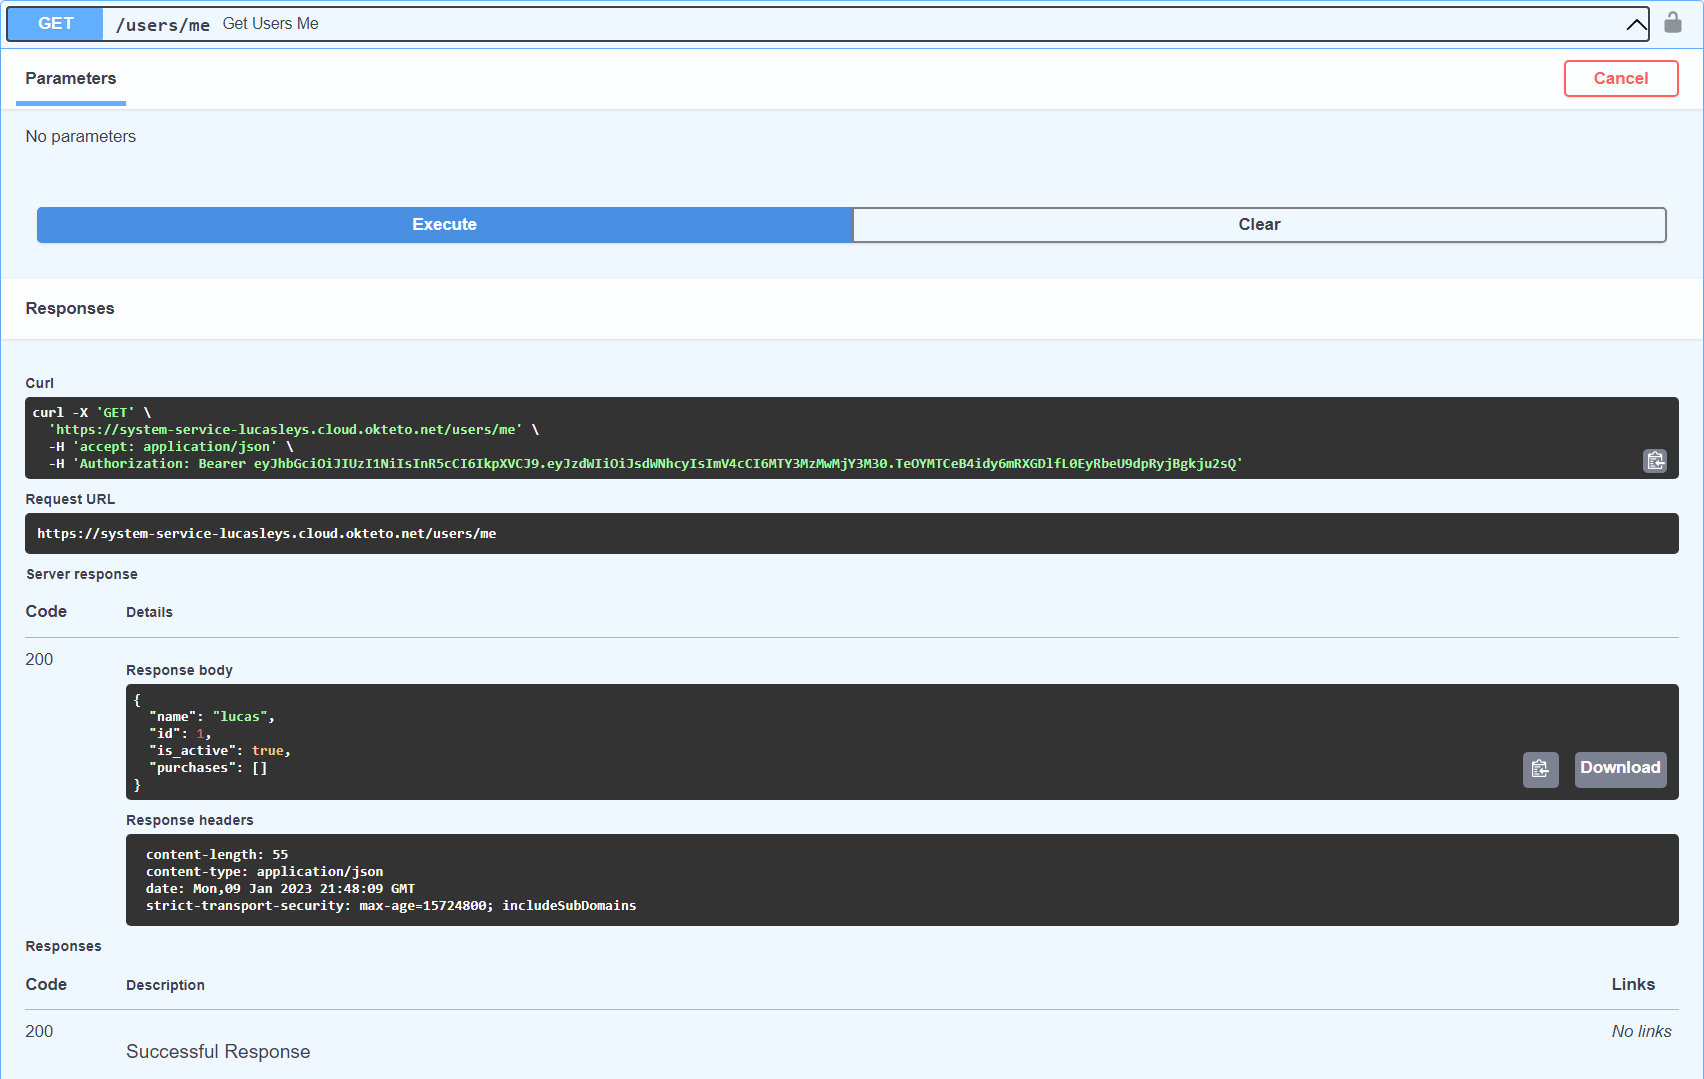 GET /users/me Get Users Me
Parameters Cancel
No parameters
Execute Clear
Responses
Curl
curl -X 'GET' \
'https://system-service-lucasleys.cloud.okteto.net/users/me' \
-H 'accept: application/json' \
-H 'Authorization: Bearer eyJhbGciOiJIUzI1NiIsInR5cCI6IkpXVCJ9.eyJzdWIiOiJsdWNhcyIsImV4cCI6MTY3MzMwMjY3M30.TeOYMTCeB4idy6mRXGDlfL0EyRbeU9dpRyjBgkju2sQ'
Request URL
https://system-service-lucasleys.cloud.okteto.net/users/me
Server response
Code Details
200
Response body
{
"name": "lucas",
"id": 1,
"is_active": true,
"purchases": []
}
Download
Response headers
content-length: 55
content-type: application/json
date: Mon,09 Jan 2023 21:48:09 GMT
strict-transport-security: max-age=15724800; includeSubDomains
Responses
Code Description Links
200 No links
Successful Response